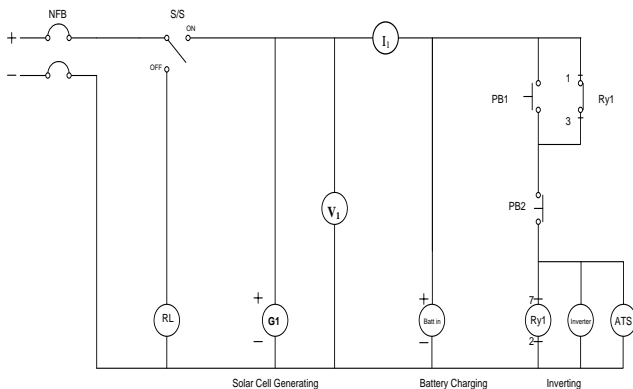 NFB
S/S
ON
+
I1
OFF
−
PB1
1
Ry1
3
V1
PB2
+
+
7
RL
G1
Batt in
Ry1
Inverter
ATS
−
−
2
Solar Cell Generating
Battery Charging
Inverting